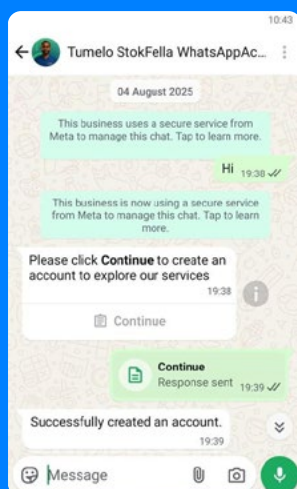 10:43
Tumelo StokFella WhatsAppAc...
04 August 2025
This business uses a secure service from
Meta to manage this chat. Tap to learn
more.
Hi 19:38
This business is now using a secure service
from Meta to manage this chat. Tap to learn
more.
Please click Continue to create an
account to explore our services
19:38
Continue
Continue
Response sent 19:39
Successfully created an account.
19:39
Message